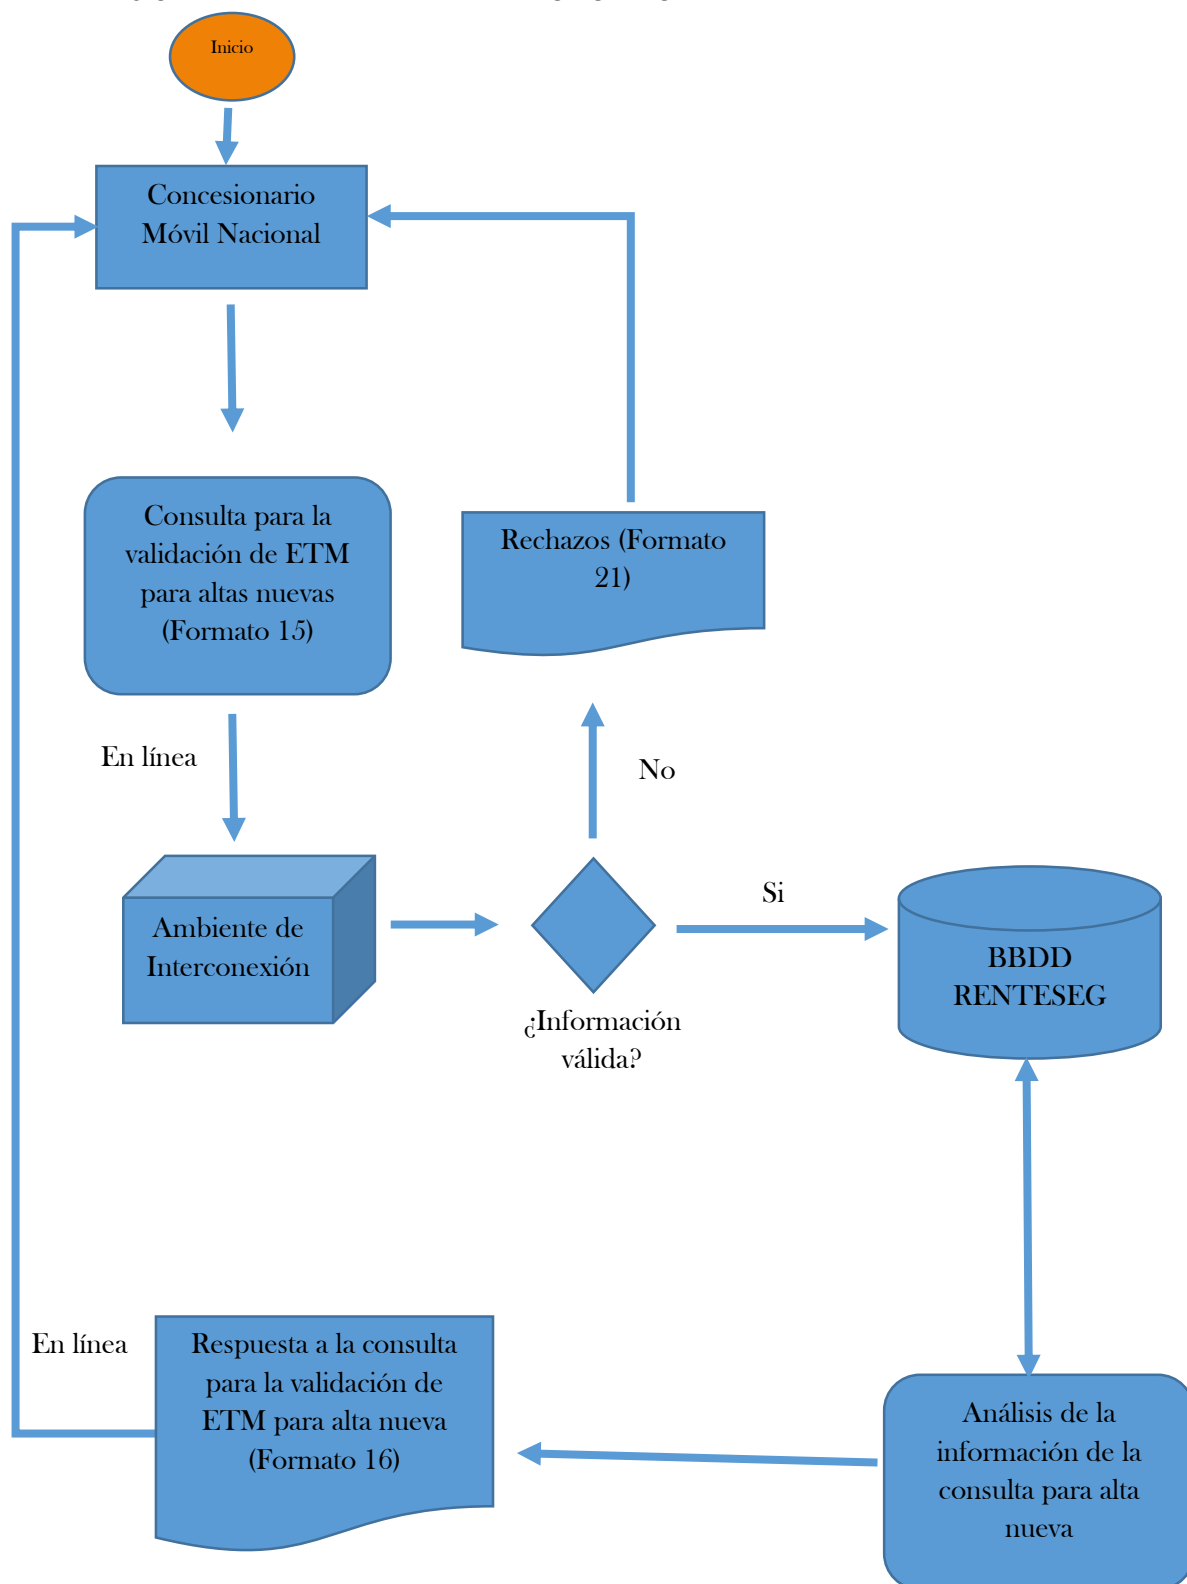 Inicio
Concesionario
Móvil Nacional
Consulta para la
validación de ETM
para altas nuevas
(Formato 15)
Rechazos (Formato
21)
En línea
No
Ambiente de
Interconexión
Si
¿Información
válida?
BBDD
RENTESEG
En línea
Respuesta a la consulta
para la validación de
ETM para alta nueva
(Formato 16)
Análisis de la
información de la
consulta para alta
nueva